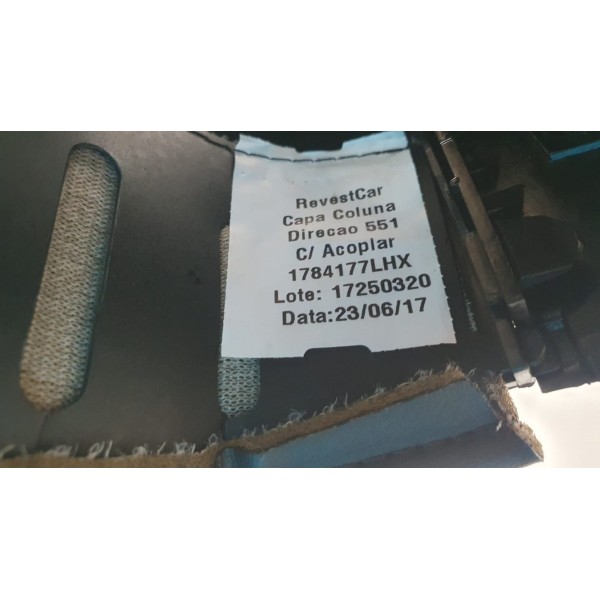 RevestCar
Capa Coluna
Direcao 551
C/ Acoplar
1784177LHX
Lote: 17250320
Data:23/06/17